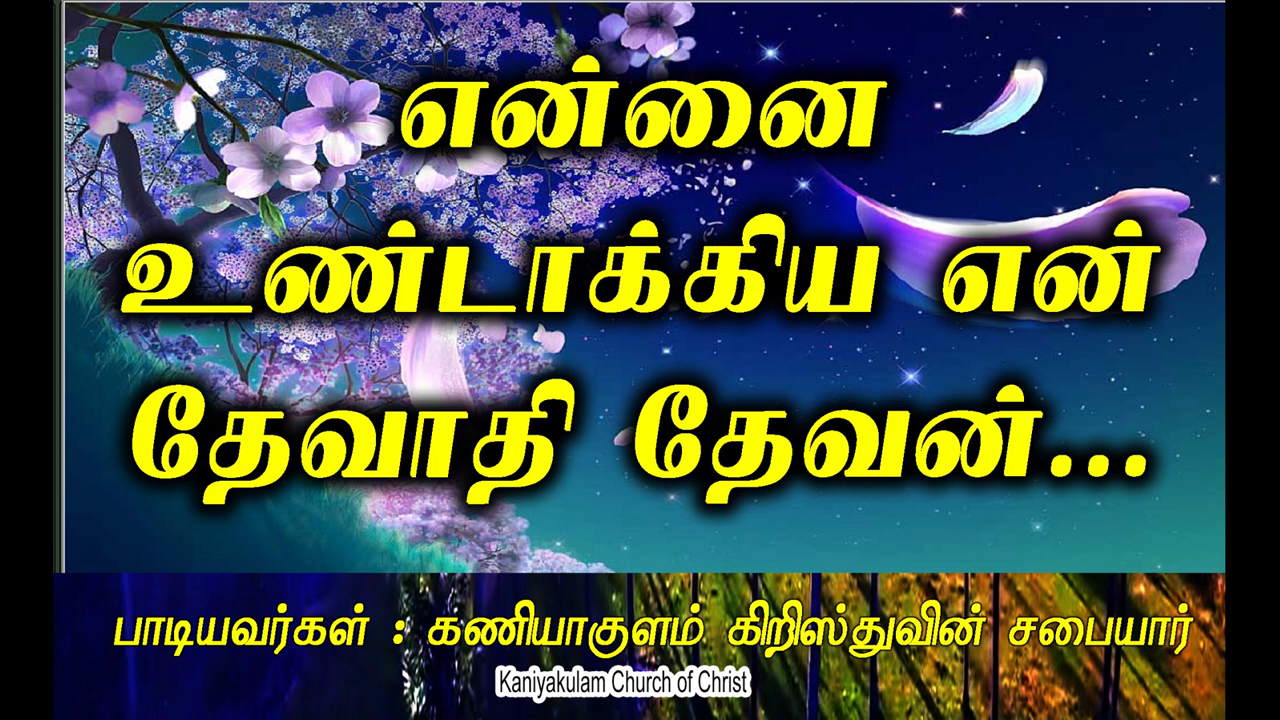 என்னை
உண்டாக்கிய என்
தேவாதி தேவன்...
பாடியவர்கள் : கணியாகுளம் கிறிஸ்துவின் சபையார்
Kaniyakulam Church of Christ